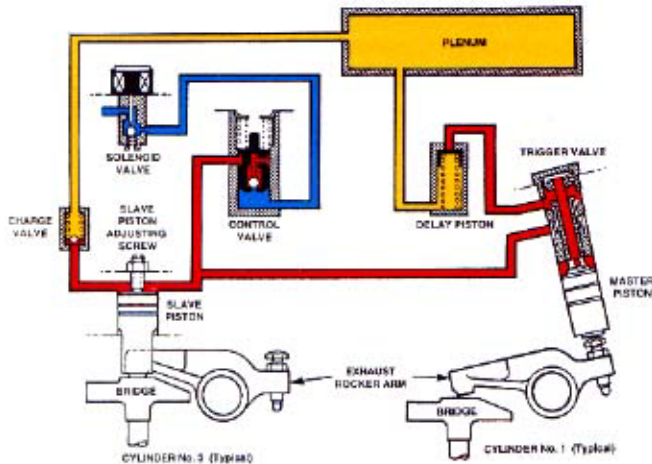 PLENUM
SOLENOID
VALVE
TRIGGER VALVE
CHARGE
VALVE
SLAVE
PISTON
ADJUSTING
SCREW
CONTROL
VALVE
DELAY PISTON
SLAVE
PISTON
MASTER
PISTON
EXHAUST
ROCKER ARM
BRIDGE
BRIDGE
CYLINDER No. 3 (Typical)
CYLINDER No. 1 (Typical)